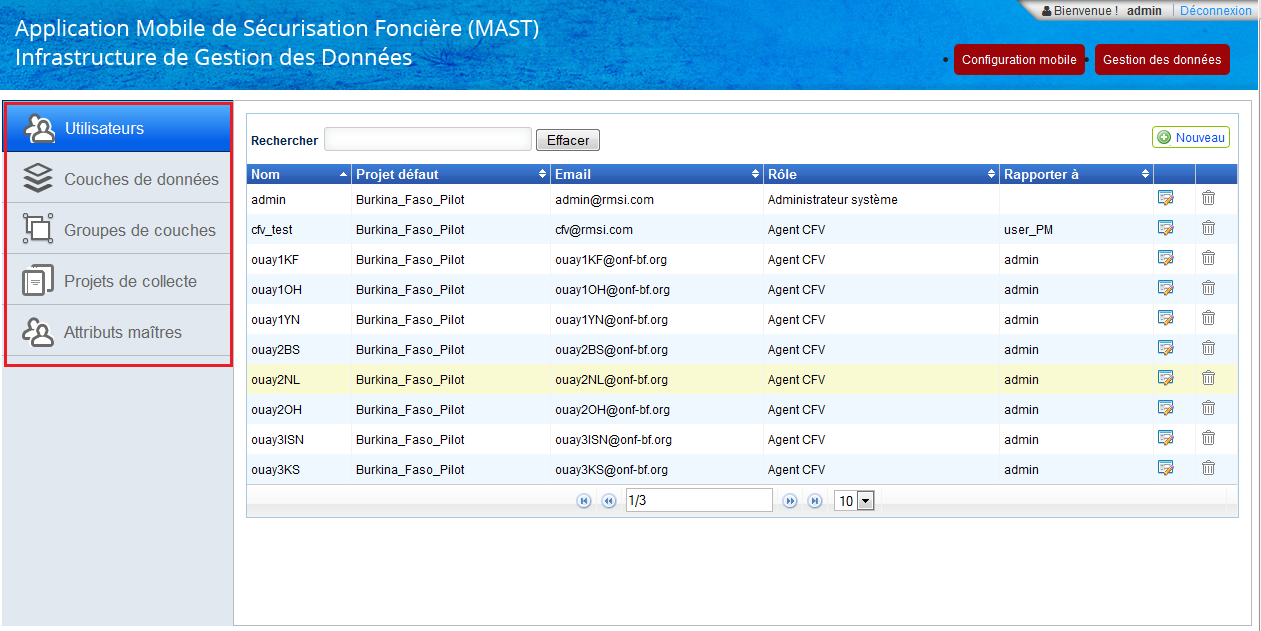 Bienvenue ! admin Déconnexion
Application Mobile de Sécurisation Foncière (MAST)
Infrastructure de Gestion des Données
Configuration mobile
Gestion des données
Utilisateurs
Couches de données
Groupes de couches
Projets de collecte
Attributs maîtres
Rechercher Effacer Nouveau
Nom Projet défaut Email Rôle Rapporter à
admin Burkina_Faso_Pilot admin@rmsi.com Administrateur système
cfv_test Burkina_Faso_Pilot cfv@rmsi.com Agent CFV user_PM
ouay1KF Burkina_Faso_Pilot ouay1KF@onf-bf.org Agent CFV admin
ouay1OH Burkina_Faso_Pilot ouay1OH@onf-bf.org Agent CFV admin
ouay1YN Burkina_Faso_Pilot ouay1YN@onf-bf.org Agent CFV admin
ouay2BS Burkina_Faso_Pilot ouay2BS@onf-bf.org Agent CFV admin
ouay2NL Burkina_Faso_Pilot ouay2NL@onf-bf.org Agent CFV admin
ouay2OH Burkina_Faso_Pilot ouay2OH@onf-bf.org Agent CFV admin
ouay3ISN Burkina_Faso_Pilot ouay3ISN@onf-bf.org Agent CFV admin
ouay3KS Burkina_Faso_Pilot ouay3KS@onf-bf.org Agent CFV admin
1/3 10